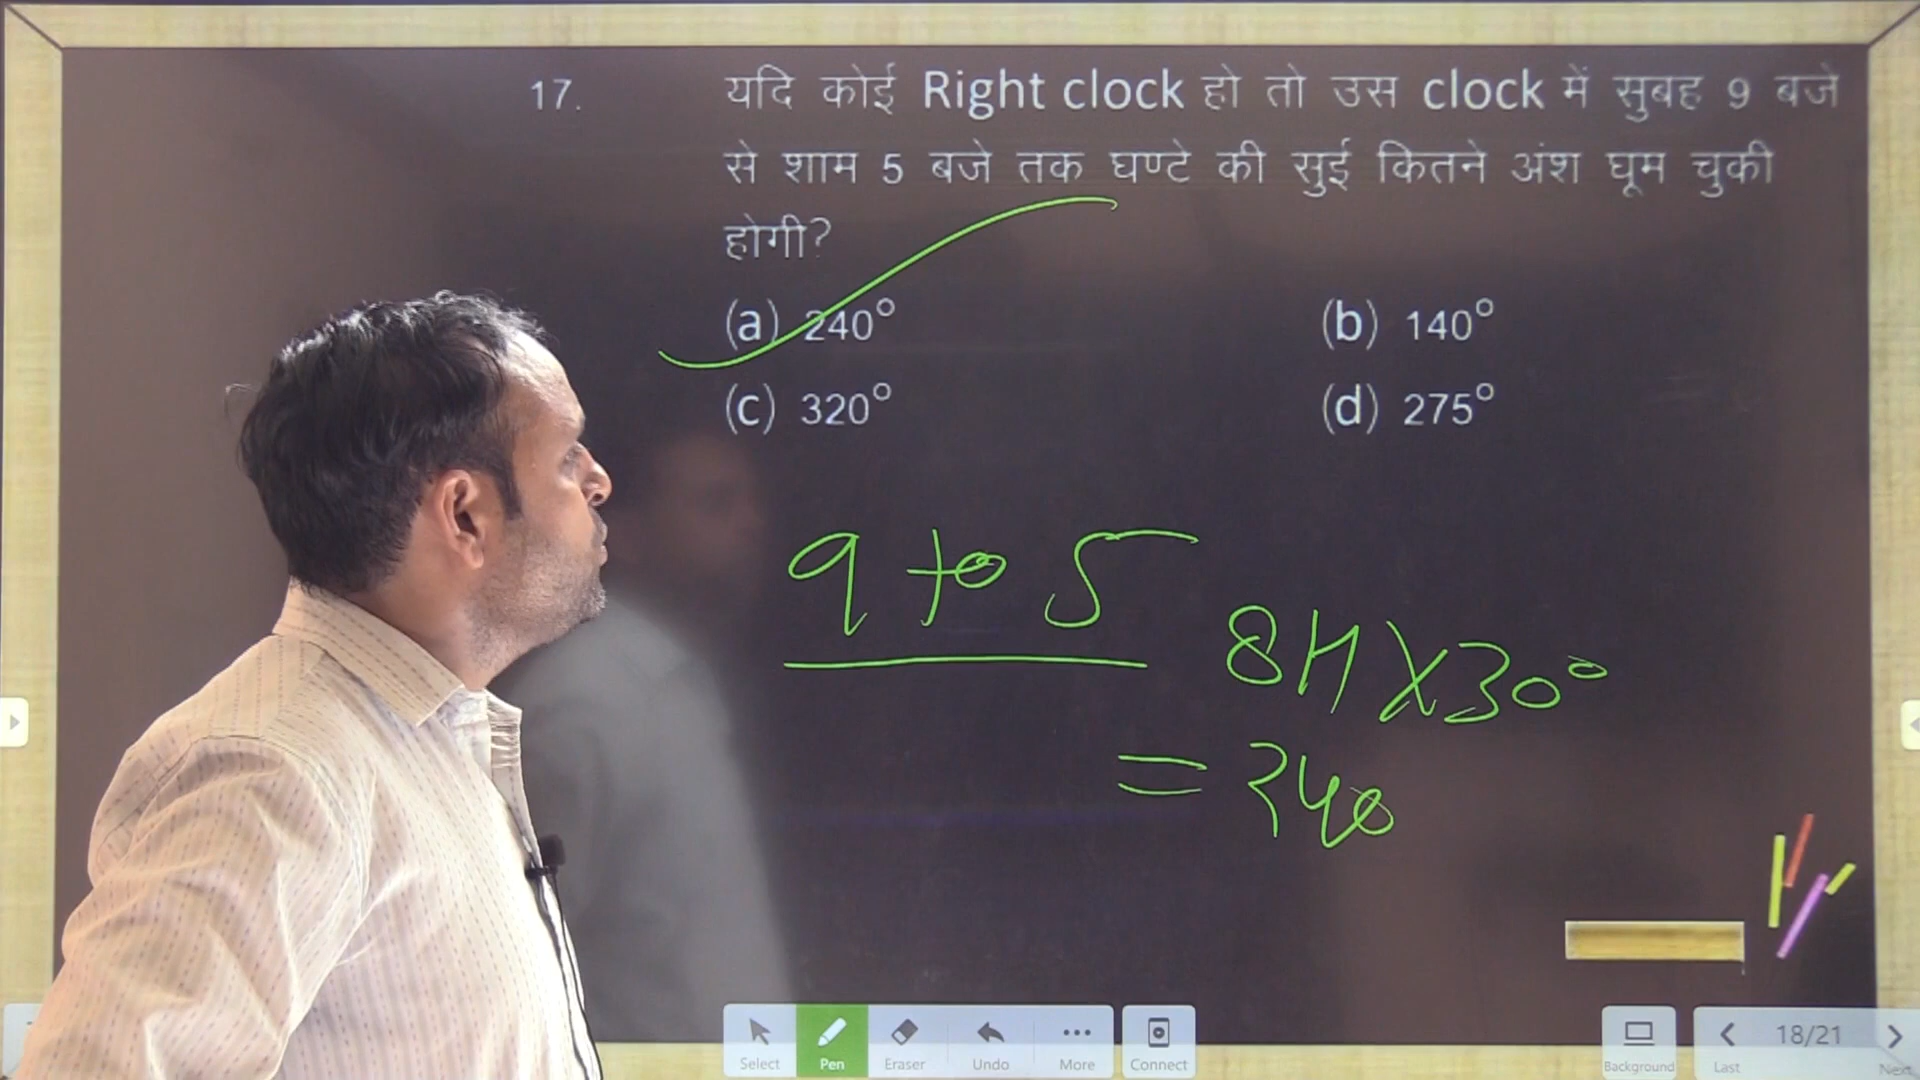 17. यदि कोई Right clock हो तो उस clock में सुबह 9 बजे
से शाम 5 बजे तक घण्टे की सुई कितने अंश घूम चुकी
होगी?
(a) 240° (b) 140°
(c) 320° (d) 275°
9 to 5
8H X 30°
= 240
Select Pen Eraser Undo More Connect Background Last 18/21 Next